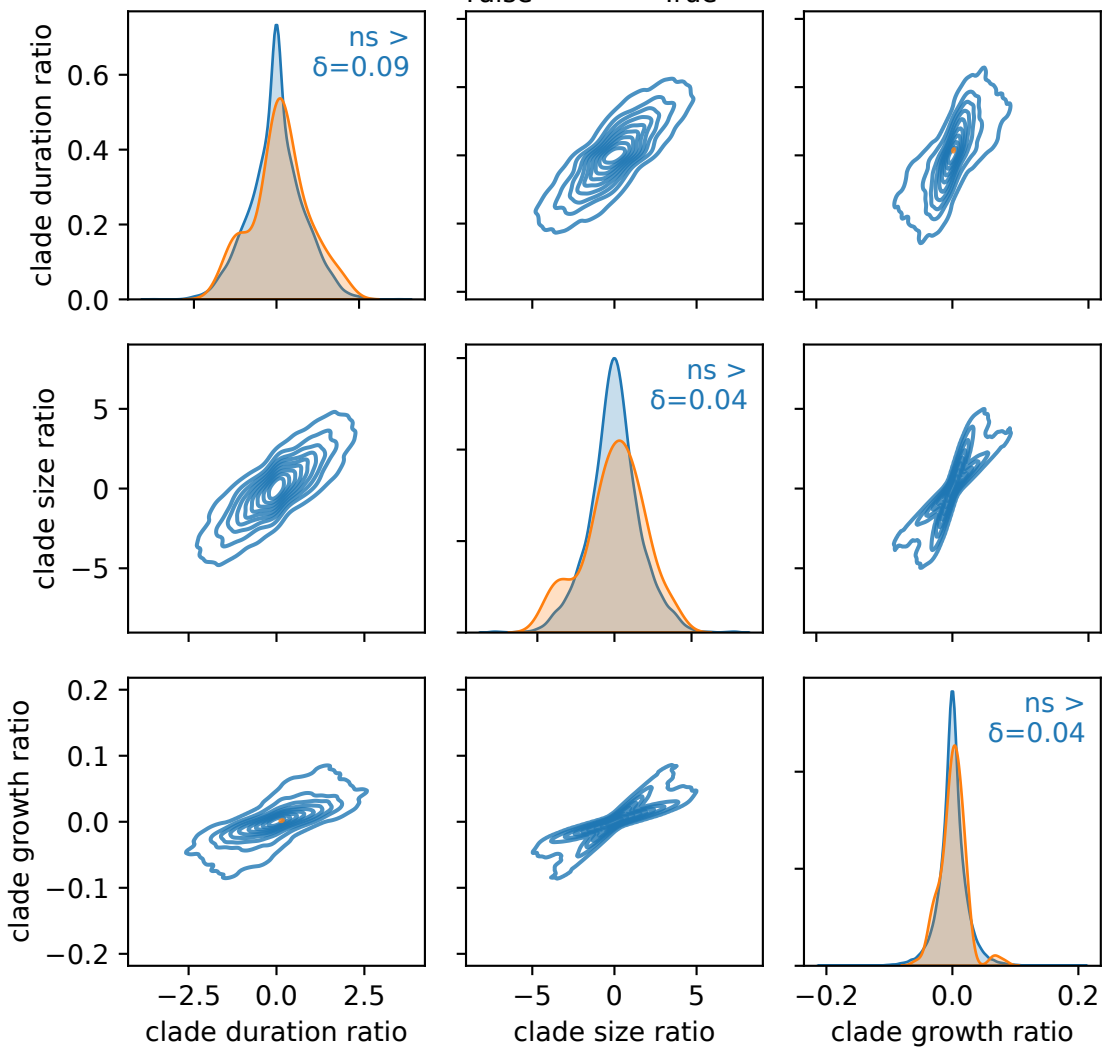 clade duration ratio
0.6
0.4
0.2
0.0
ns >
δ=0.09
clade size ratio
5
0
−5
ns >
δ=0.04
clade growth ratio
0.2
0.1
0.0
−0.1
−0.2
ns >
δ=0.04
−2.5 0.0 2.5
clade duration ratio
−5 0 5
clade size ratio
−0.2 0.0 0.2
clade growth ratio